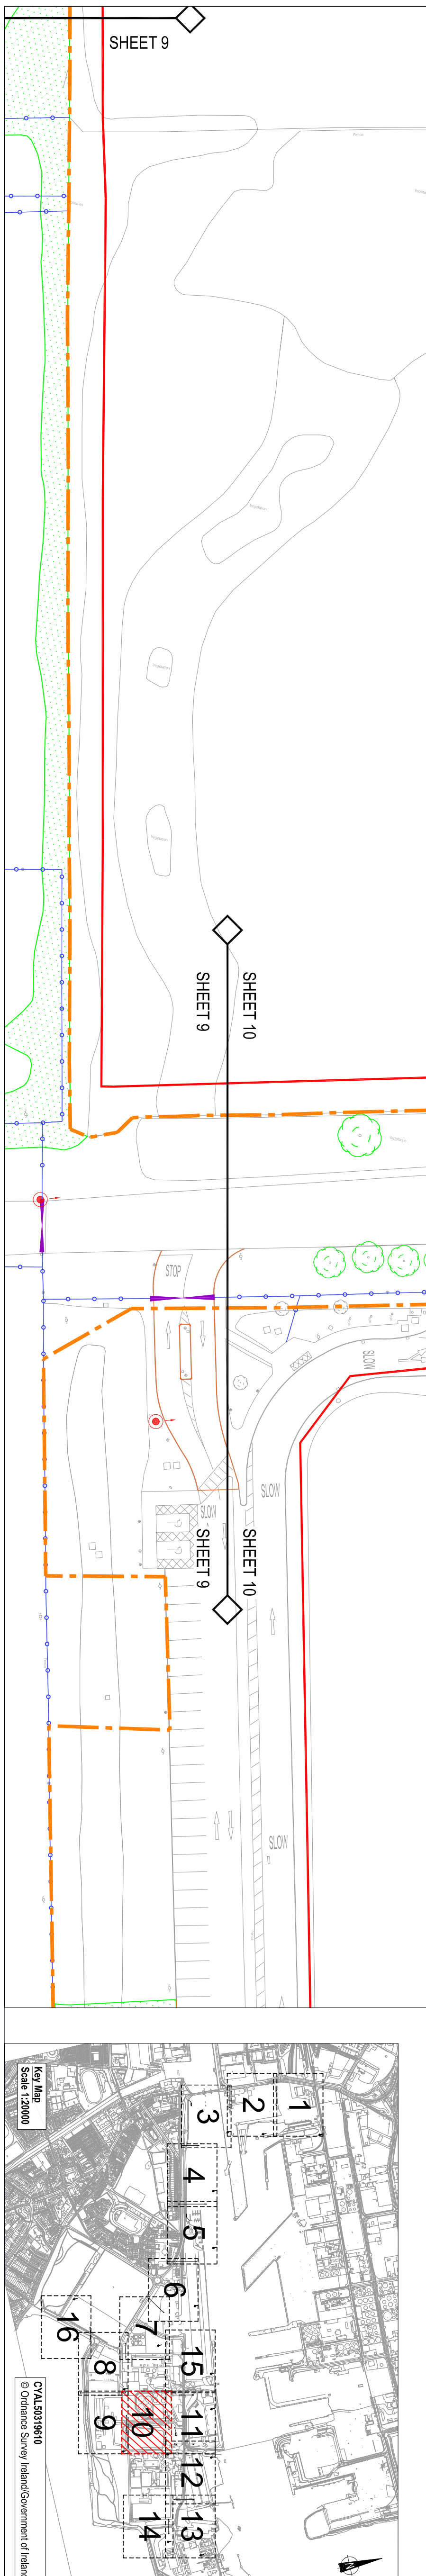 SHEET 9
SHEET 10
SHEET 9
STOP
SLOW
SLOW
SLOW
SHEET 10
SHEET 9
SLOW
Key Map
Scale 1:20000
1
2
3
4
5
6
7
15
16
8
9
10
11
12
13
14
CYAL50319610
© Ordnance Survey Ireland/Government of Ireland